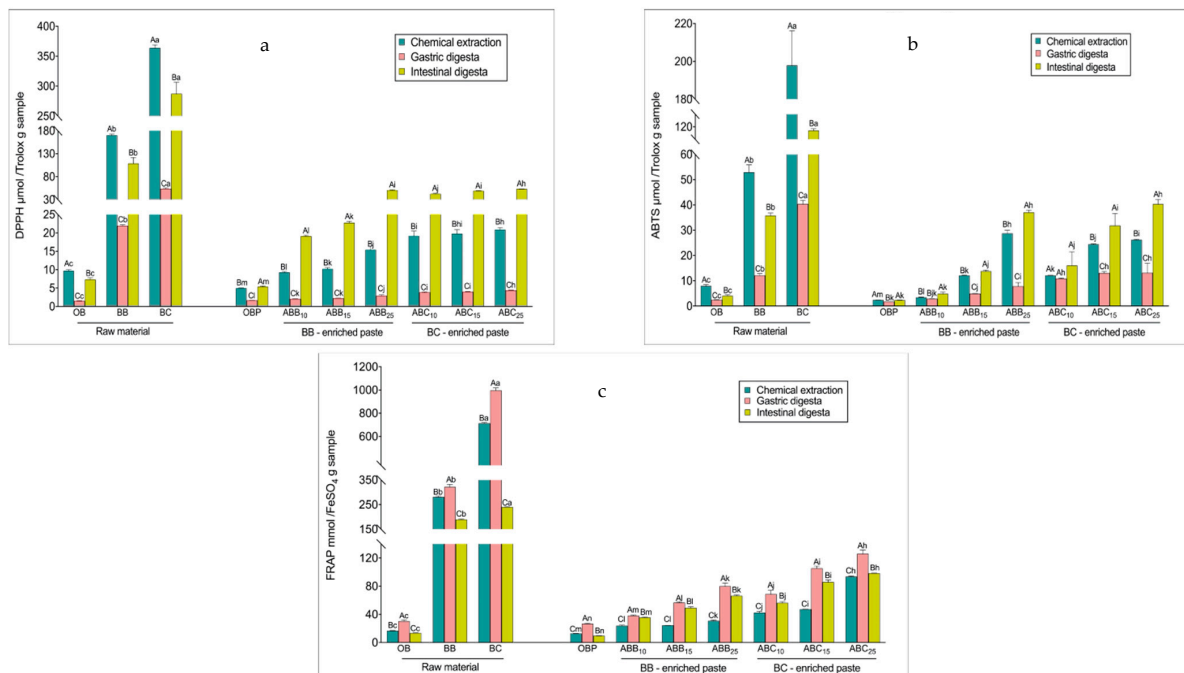 a
DPPH µmol /Trolox g sample
400
350
300
250
180
130
80
30
25
20
15
10
5
0
Chemical extraction
Gastric digesta
Intestinal digesta
Ac
Cc
Bc
Ab
Cb
Bb
Aa
Ca
Ba
Bm
Ci
Am
Bl
Ck
Al
Bk
Ck
Ak
Bj
Cj
Ai
Bi
Ch
Aj
Bhi
Ch
Ai
Bh
Ch
Ah
OB BB BC OBP ABB10 ABB15 ABB25 ABC10 ABC15 ABC25
Raw material BB - enriched paste BC - enriched paste
b
ABTS µmol /Trolox g sample
220
200
180
120
60
50
40
30
20
10
0
Chemical extraction
Gastric digesta
Intestinal digesta
Ac
Cc
Bc
Ab
Cb
Bb
Aa
Ca
Ba
Am
Bk
Ak
Bl
Bk
Ak
Bk
Cj
Aj
Bh
Ci
Ah
Bk
Ah
Aj
Bj
Ch
Ai
Bi
Ch
Ah
OB BB BC OBP ABB10 ABB15 ABB25 ABC10 ABC15 ABC25
Raw material BB - enriched paste BC - enriched paste
c
FRAP mmol /FeSO4 g sample
1200
1000
800
600
350
250
150
120
80
40
0
Chemical extraction
Gastric digesta
Intestinal digesta
Bc
Ac
Cc
Bb
Ab
Cb
Ba
Aa
Ca
Cm
An
Bn
Cl
Am
Bm
Cl
Al
Bl
Ck
Ak
Bk
Cj
Aj
Bj
Ci
Ai
Bi
Ch
Ah
Bh
OB BB BC OBP ABB10 ABB15 ABB25 ABC10 ABC15 ABC25
Raw material BB - enriched paste BC - enriched paste